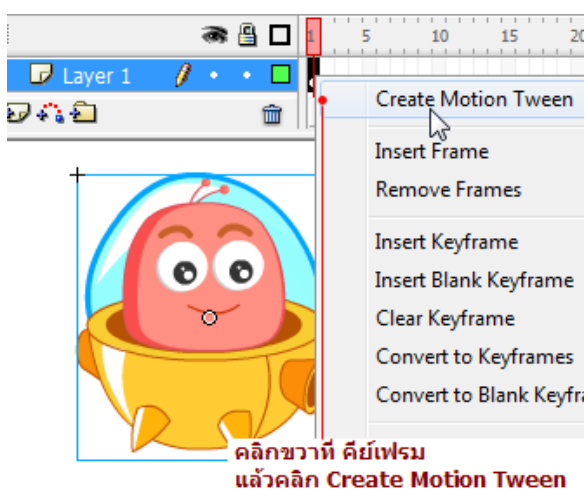 1 5 10 15 20
Layer 1
Create Motion Tween
Insert Frame
Remove Frames
Insert Keyframe
Insert Blank Keyframe
Clear Keyframe
Convert to Keyframes
Convert to Blank Keyfra
คลิกขวาที่ คีย์เฟรม
แล้วคลิก Create Motion Tween